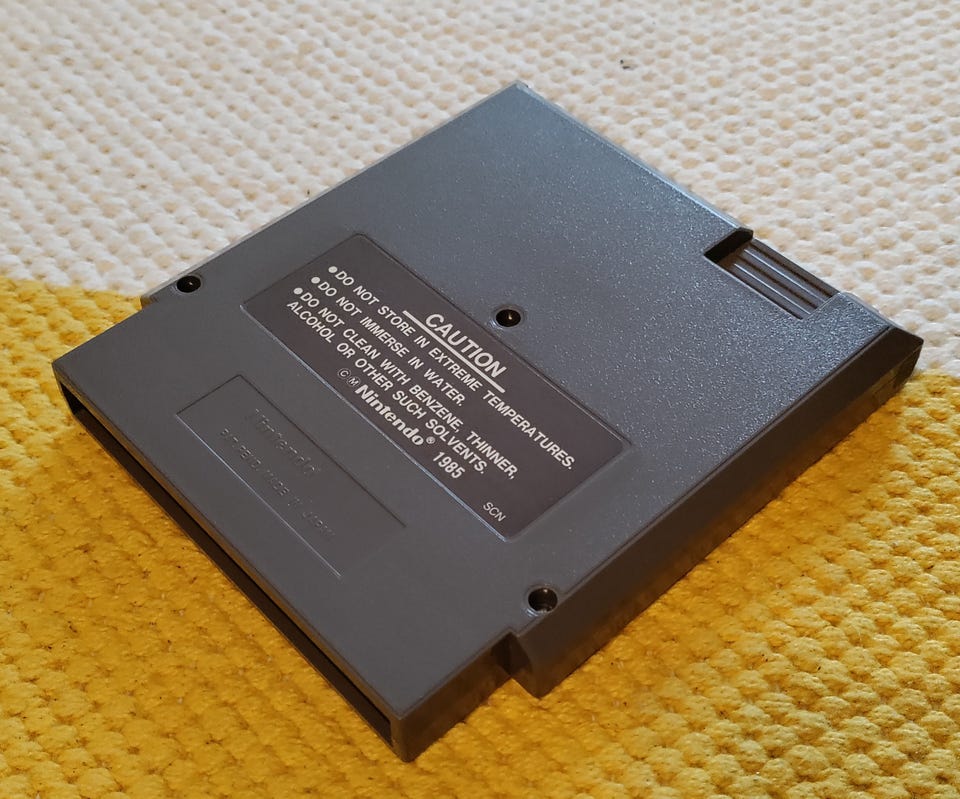 CAUTION
●DO NOT STORE IN EXTREME TEMPERATURES.
●DO NOT IMMERSE IN WATER.
●DO NOT CLEAN WITH BENZENE, THINNER,
ALCOHOL OR OTHER SUCH SOLVENTS.
©Ⓜ Nintendo® 1985
SCN
Nintendo